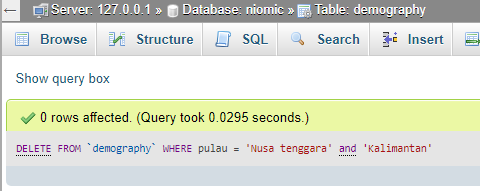 Server: 127.0.0.1 » Database: niomic » Table: demography
Browse Structure SQL Search Insert
Show query box
0 rows affected. (Query took 0.0295 seconds.)
DELETE FROM `demography` WHERE pulau = 'Nusa tenggara' and 'Kalimantan'